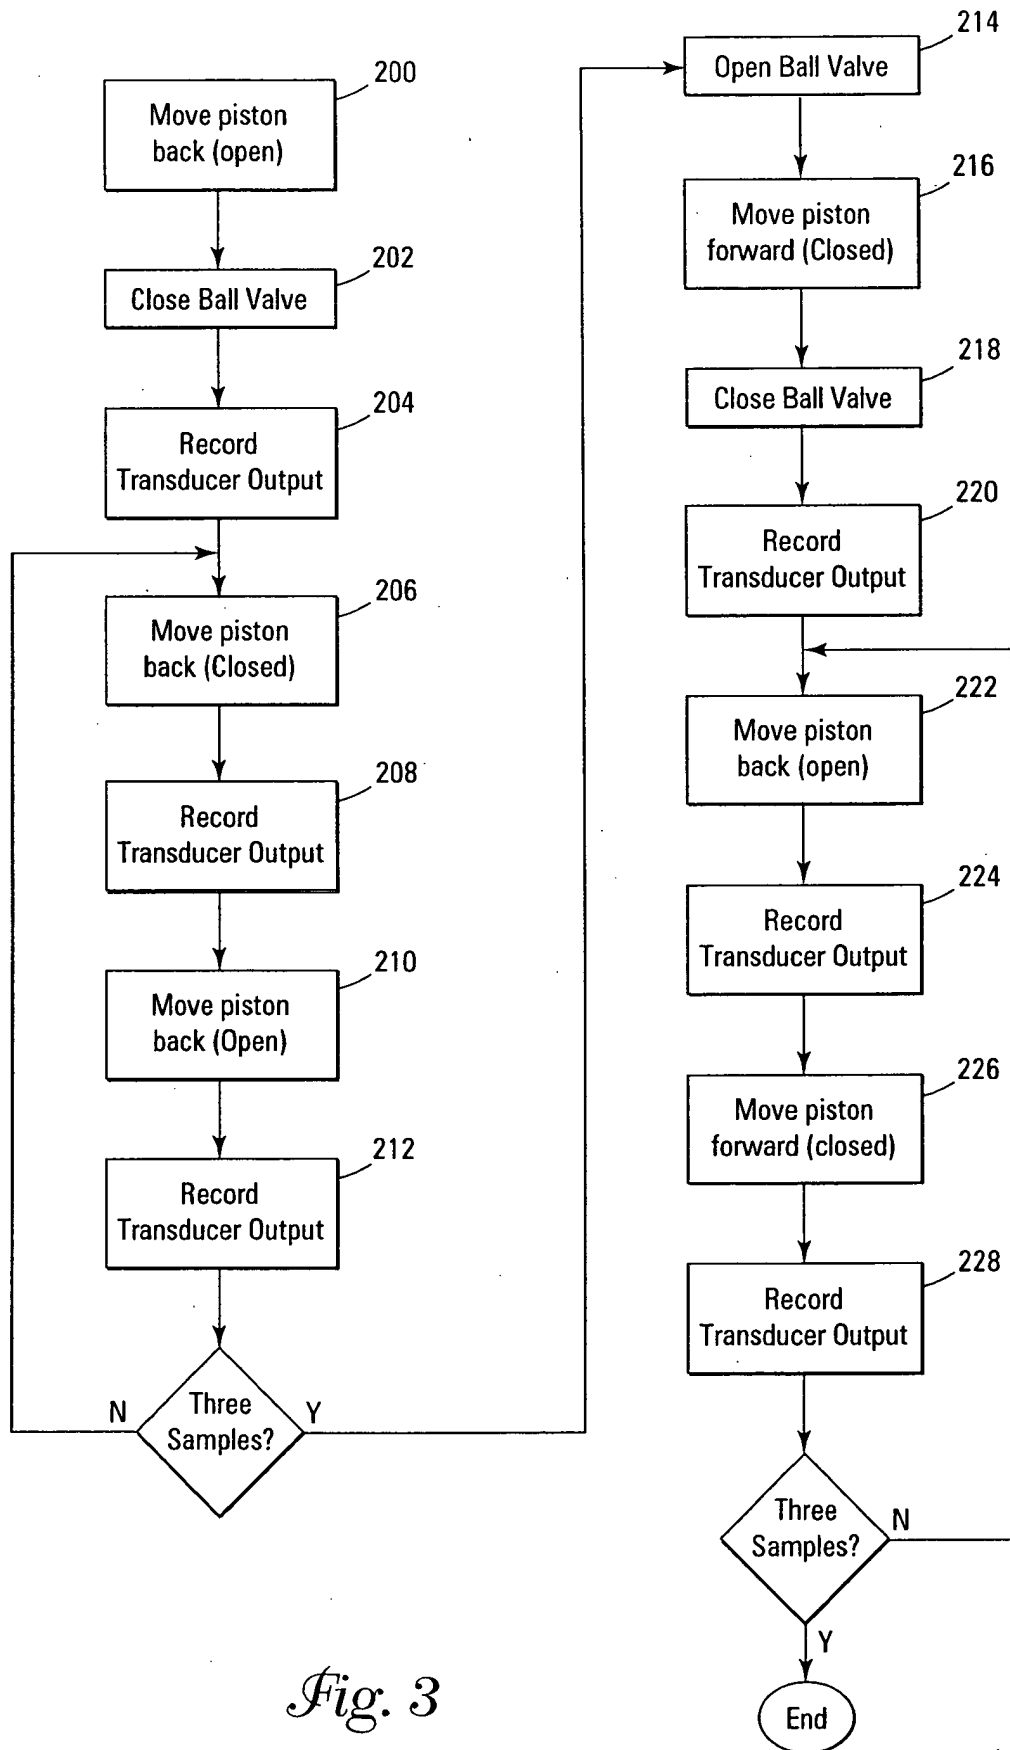 200
Move piston
back (open)
202
Close Ball Valve
204
Record
Transducer Output
206
Move piston
back (Closed)
208
Record
Transducer Output
210
Move piston
back (Open)
212
Record
Transducer Output
Three
Samples?
N
Y
214
Open Ball Valve
216
Move piston
forward (Closed)
218
Close Ball Valve
220
Record
Transducer Output
222
Move piston
back (open)
224
Record
Transducer Output
226
Move piston
forward (closed)
228
Record
Transducer Output
Three
Samples?
N
Y
End
Fig. 3